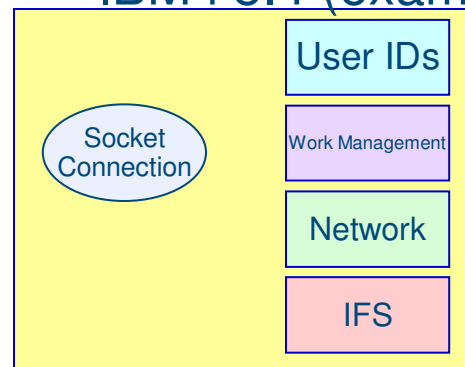 User IDs
Socket
Connection
Work Management
Network
IFS